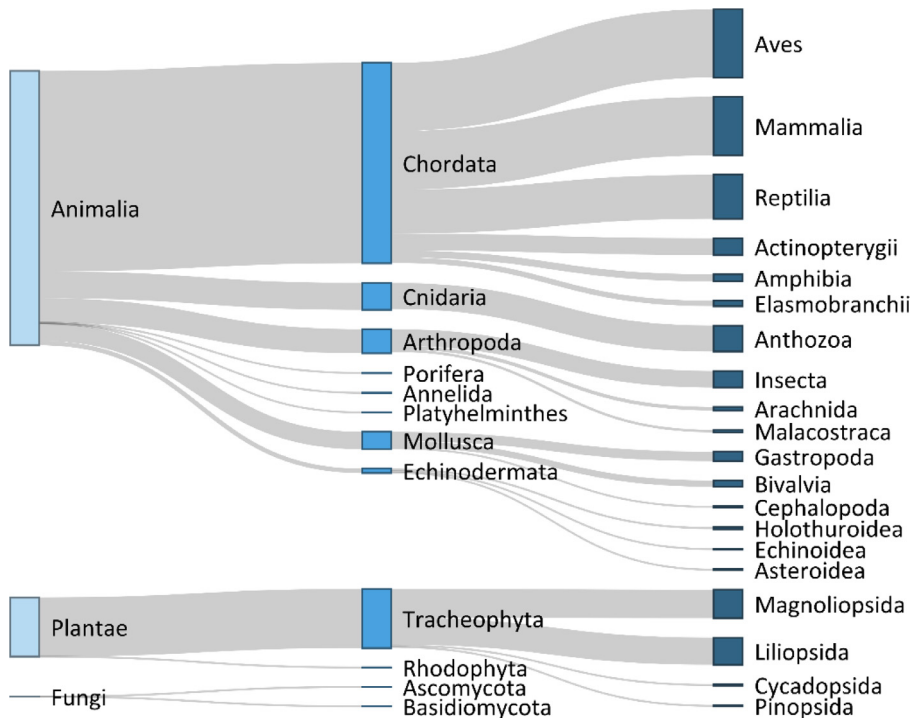 Animalia
Plantae
Fungi
Chordata
Cnidaria
Arthropoda
Porifera
Annelida
Platyhelminthes
Mollusca
Echinodermata
Tracheophyta
Rhodophyta
Ascomycota
Basidiomycota
Aves
Mammalia
Reptilia
Actinopterygii
Amphibia
Elasmobranchii
Anthozoa
Insecta
Arachnida
Malacostraca
Gastropoda
Bivalvia
Cephalopoda
Holothuroidea
Echinoidea
Asteroidea
Magnoliopsida
Liliopsida
Cycadopsida
Pinopsida